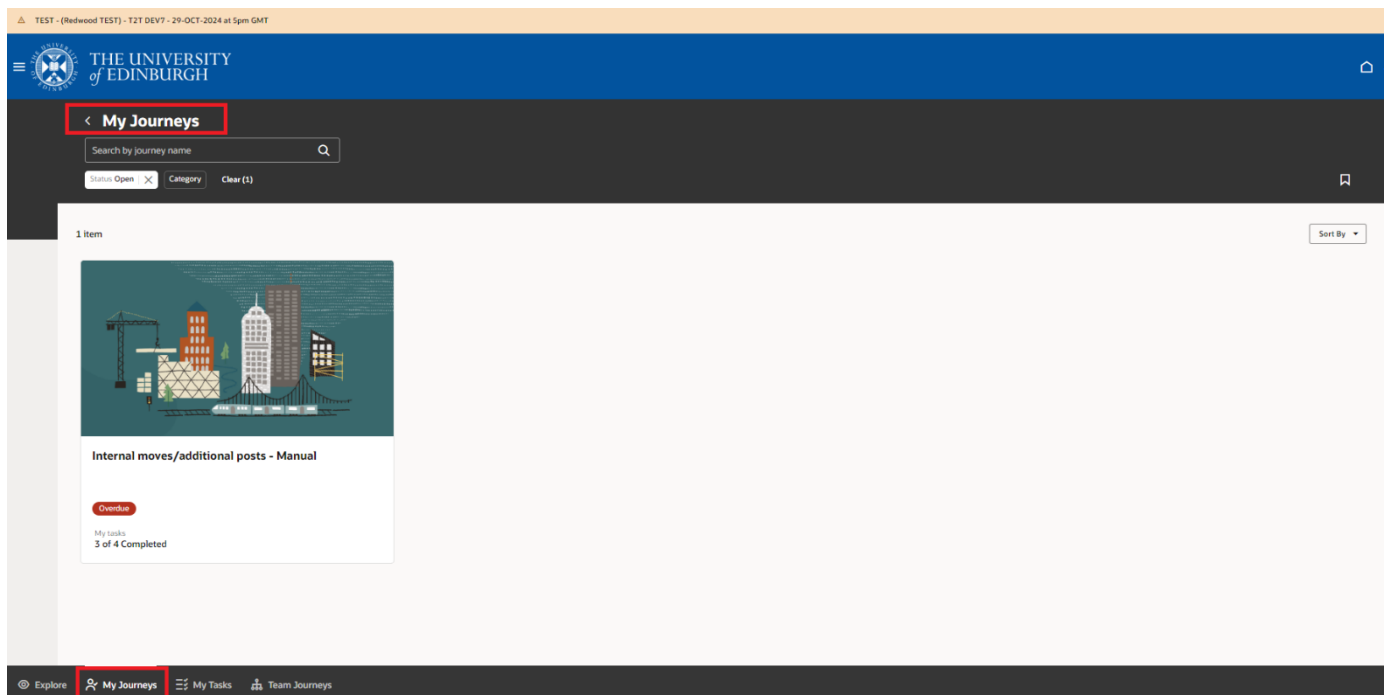 TEST - (Redwood TEST) - T2T DEV7 - 29-OCT-2024 at 5pm GMT
THE UNIVERSITY
of EDINBURGH
My Journeys
Search by journey name
Status Open
Category
Clear (1)
1 item
Sort By
Internal moves/additional posts - Manual
Overdue
My tasks
3 of 4 Completed
Explore
My Journeys
My Tasks
Team Journeys